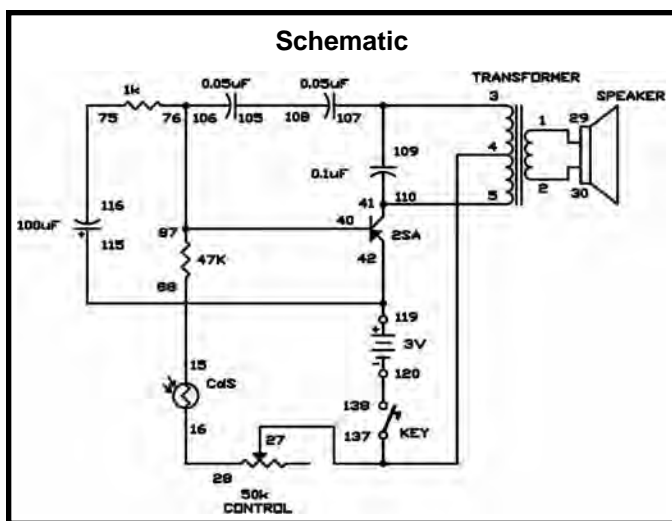 Schematic
TRANSFORMER
SPEAKER
1k
0.05uF
0.05uF
3
75
76
106
105
108
107
1
29
4
109
0.1uF
2
30
116
41
110
5
100uF
+
115
87
40
2SA
47K
42
88
119
+
3V
-
15
120
CdS
138
16
27
137
KEY
28
50k
CONTROL